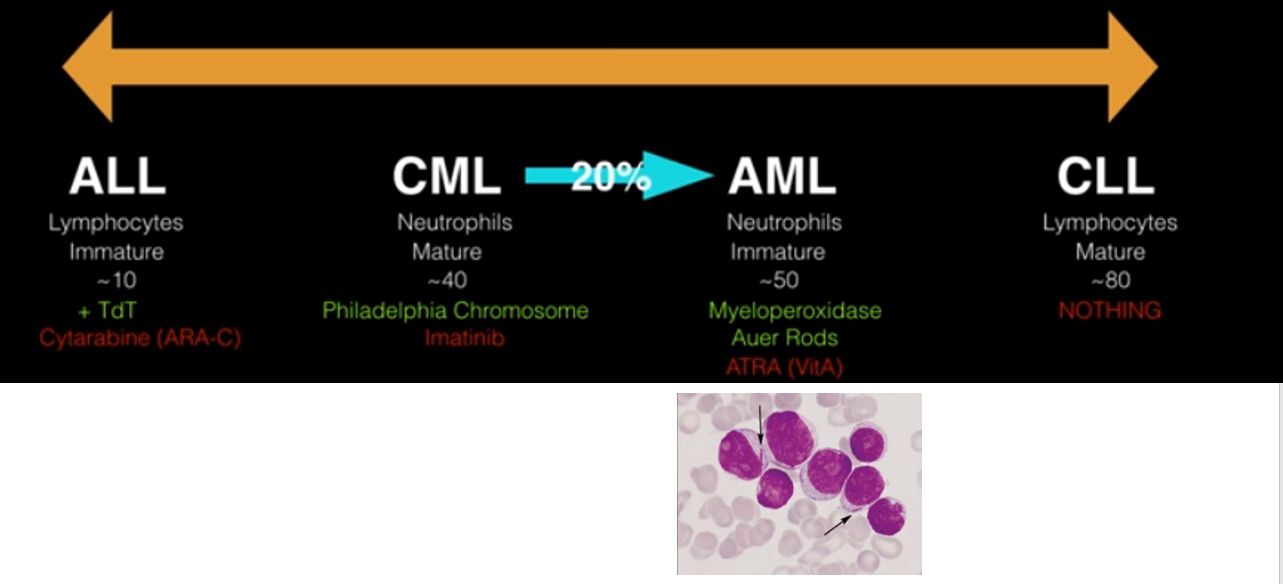 ALL
Lymphocytes
Immature
~10
+ TdT
Cytarabine (ARA-C)
CML
Neutrophils
Mature
~40
Philadelphia Chromosome
Imatinib
20%
AML
Neutrophils
Immature
~50
Myeloperoxidase
Auer Rods
ATRA (VitA)
CLL
Lymphocytes
Mature
~80
NOTHING